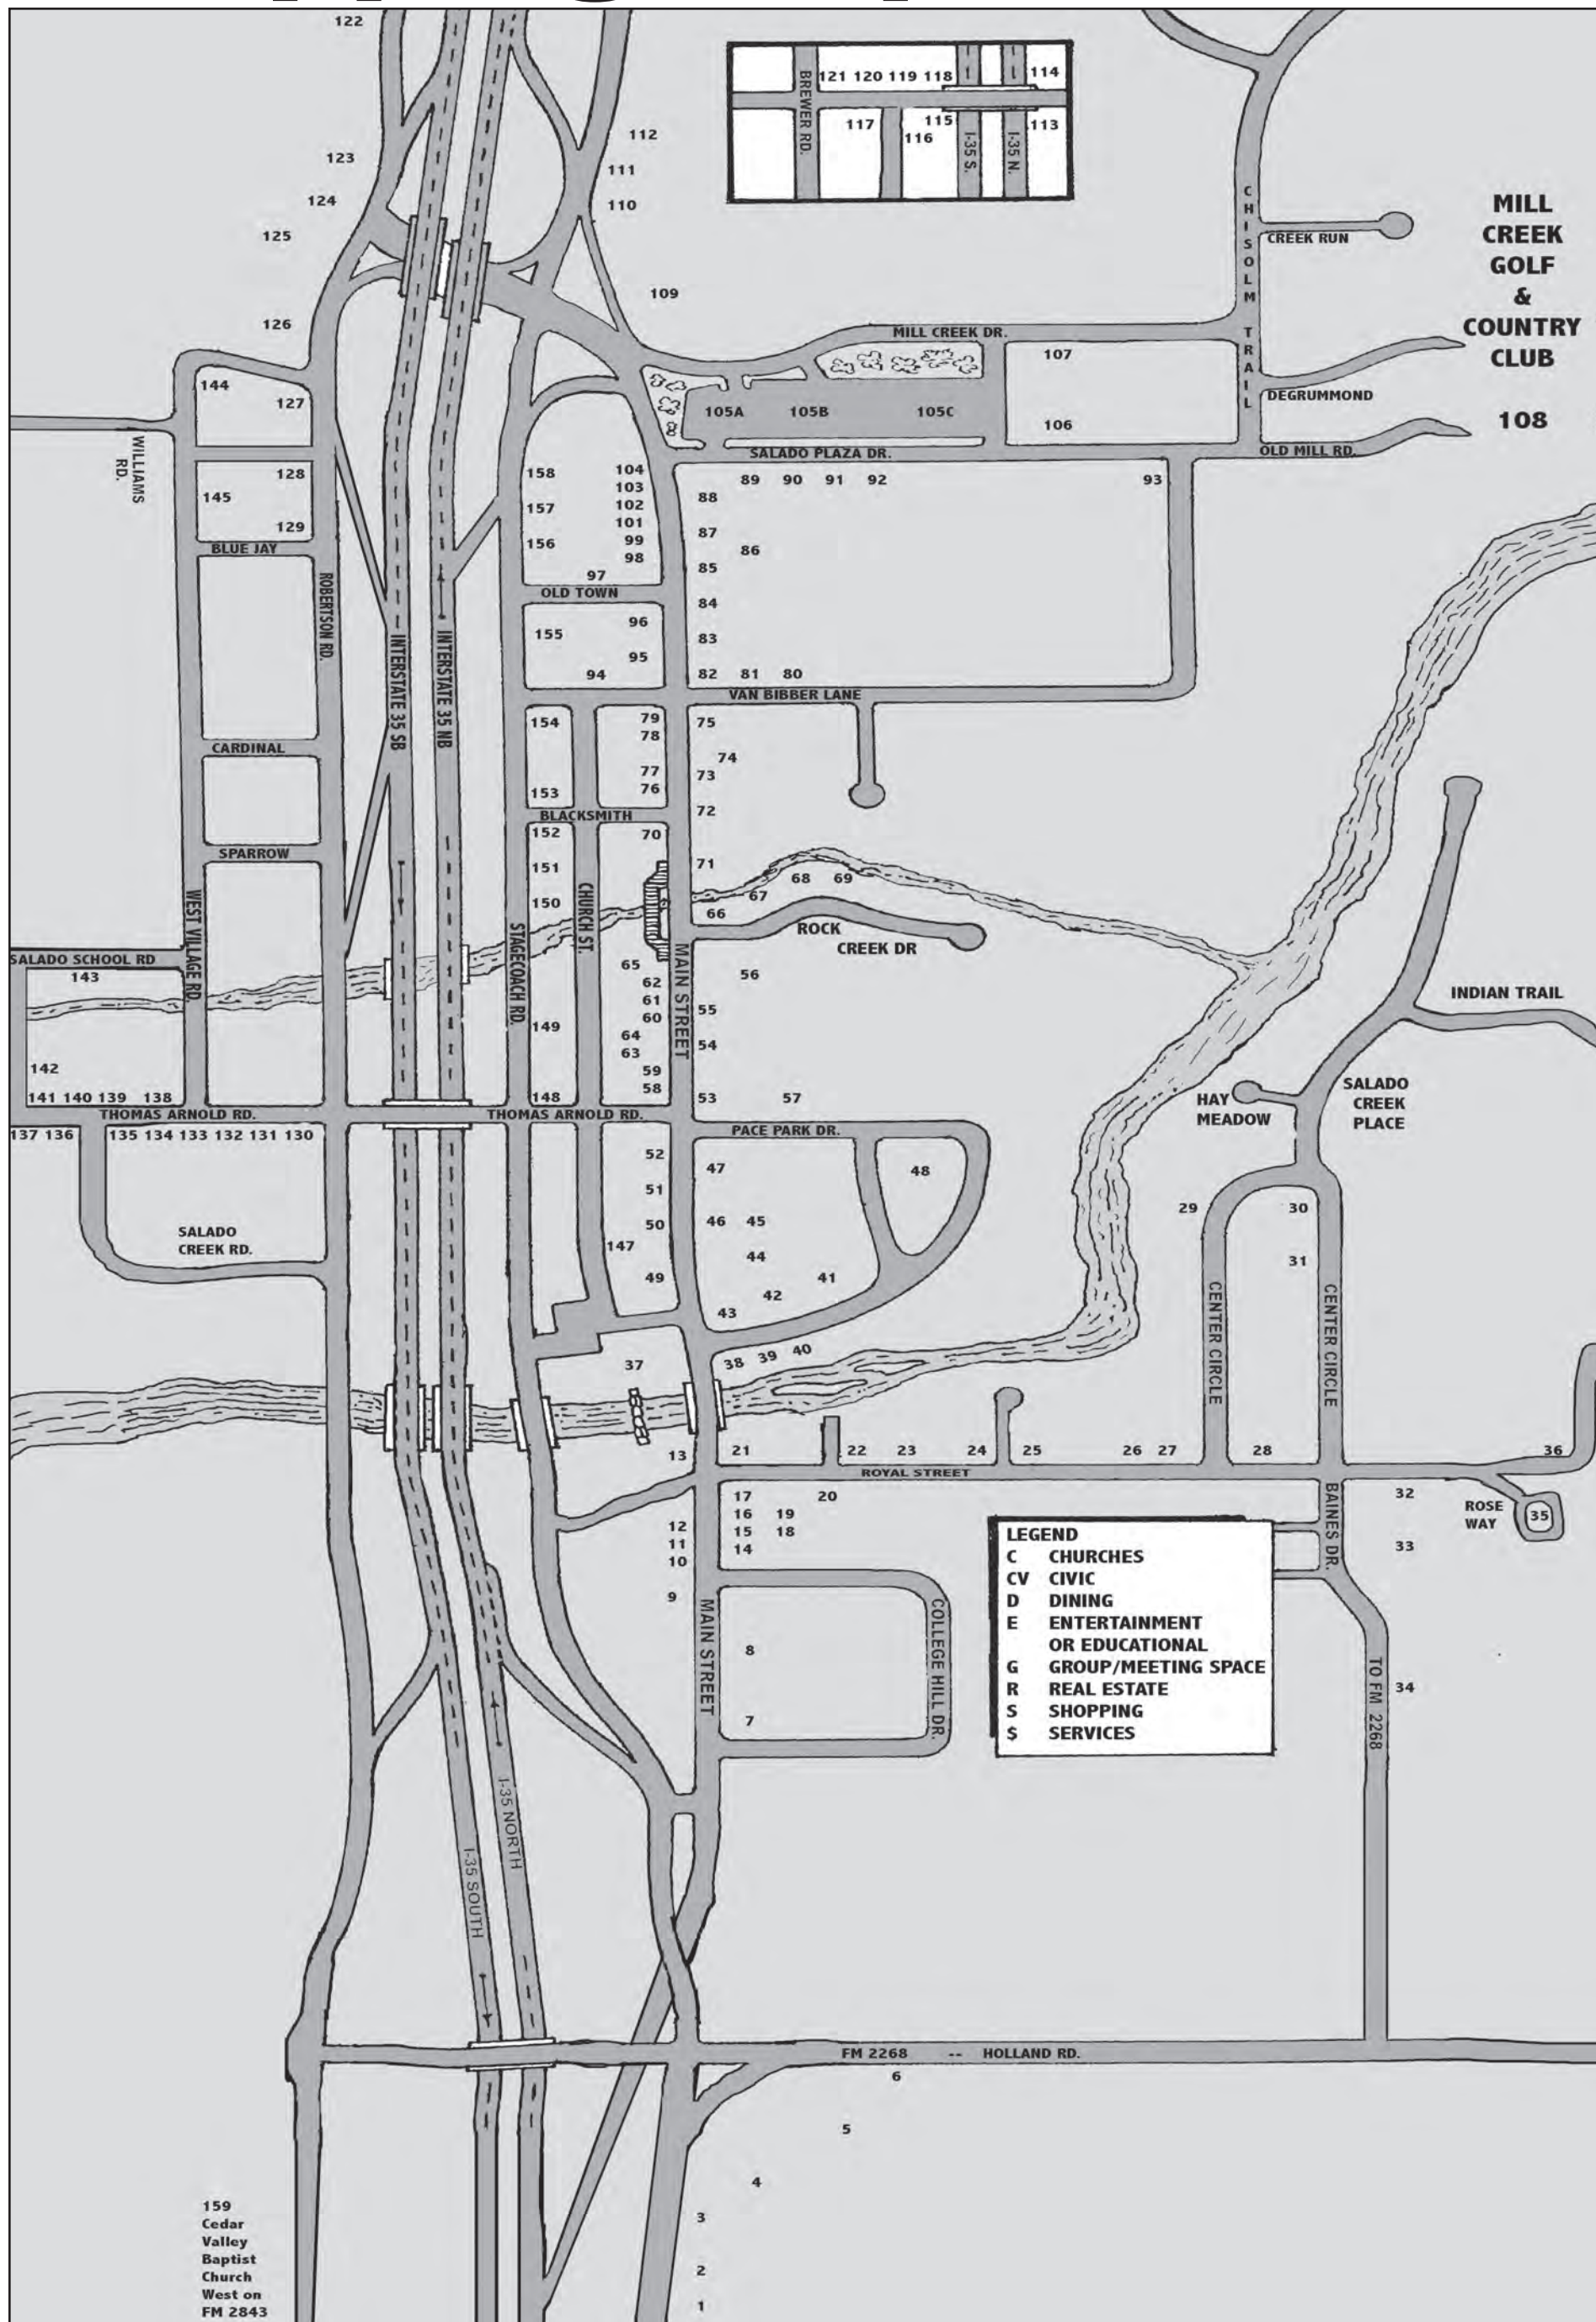 122
BREWER RD.
121 120 119 118
114
117
115
116
113
I-35 S.
I-35 N.
112
123
111
124
110
125
109
126
CHISOLM TRAIL
CREEK RUN
MILL
CREEK
GOLF
&
COUNTRY
CLUB
108
MILL CREEK DR.
107
DEGRUMMOND
144
127
105A
105B
105C
106
SALADO PLAZA DR.
OLD MILL RD.
WILLIAMS
RD.
128
145
129
BLUE JAY
ROBERTSON RD.
INTERSTATE 35 SB
INTERSTATE 35 NB
158
104
103
157
102
101
156
99
98
97
OLD TOWN
89 90 91 92
93
88
87
86
85
84
155
96
83
95
94
82 81 80
VAN BIBBER LANE
154
79
78
75
74
77
73
153
76
72
CARDINAL
BLACKSMITH
152
70
SPARROW
151
71
68 69
67
150
66
WEST VILLAGE RD.
STAGECOACH RD.
CHURCH ST.
MAIN STREET
ROCK
CREEK DR
SALADO SCHOOL RD
143
65
56
62
61
60
55
149
64
54
63
59
58
INDIAN TRAIL
142
141 140 139 138
148
53
57
HAY
MEADOW
SALADO
CREEK
PLACE
THOMAS ARNOLD RD.
THOMAS ARNOLD RD.
PACE PARK DR.
137 136
135 134 133 132 131 130
52
47
48
51
29
30
50
46 45
SALADO
CREEK RD.
147
44
31
49
41
42
43
CENTER CIRCLE
CENTER CIRCLE
37
38 39 40
13
21
22 23 24 25
26 27
28
36
ROYAL STREET
17
20
BAINES DR.
32
ROSE
WAY
35
16 19
12
15 18
11
14
33
10
9
MAIN STREET
8
COLLEGE HILL DR.
7
LEGEND
C CHURCHES
CV CIVIC
D DINING
E ENTERTAINMENT
OR EDUCATIONAL
G GROUP/MEETING SPACE
R REAL ESTATE
S SHOPPING
$ SERVICES
TO FM 2268
34
I-35 NORTH
I-35 SOUTH
FM 2268 -- HOLLAND RD.
6
5
4
3
2
1
159
Cedar
Valley
Baptist
Church
West on
FM 2843